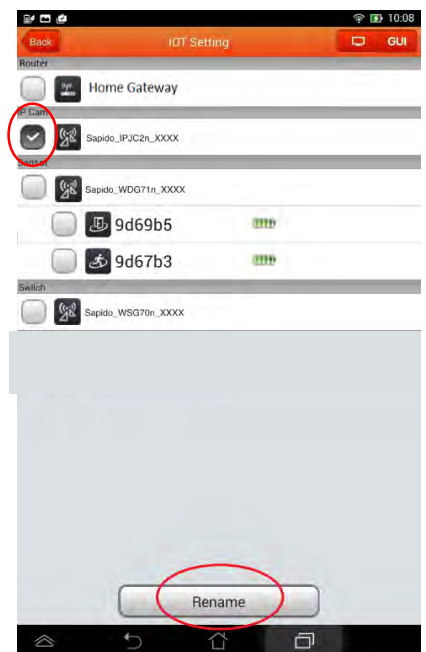 10:08
Back IOT Setting GUI
Router
Home Gateway
IP Cam
Sapido_IPJC2n_XXXX
Sensor
Sapido_WDG71n_XXXX
9d69b5
9d67b3
Switch
Sapido_WSG70n_XXXX
Rename